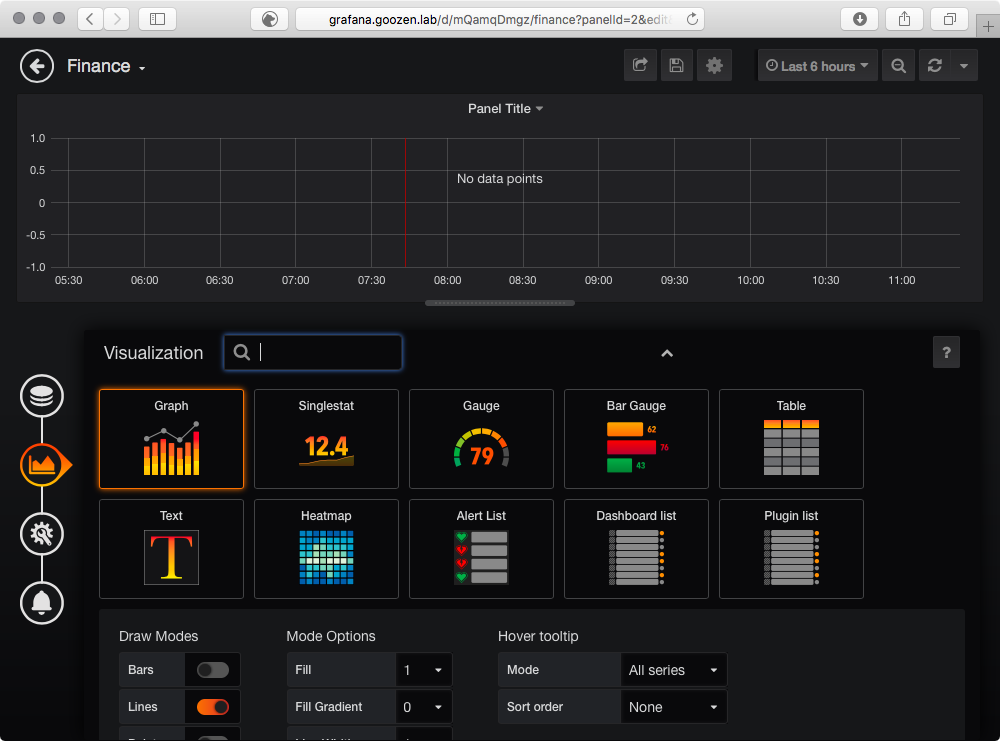 grafana.goozen.lab/d/mQamqDmgz/finance?panelId=2&edit
Finance
Last 6 hours
Panel Title
1.0
0.5
0
-0.5
-1.0
No data points
05:30 06:00 06:30 07:00 07:30 08:00 08:30 09:00 09:30 10:00 10:30 11:00
Visualization
?
Graph Singlestat Gauge Bar Gauge Table
12.4 79 62 76 43
Text Heatmap Alert List Dashboard list Plugin list
T
Draw Modes Mode Options Hover tooltip
Bars Fill 1 Mode All series
Lines Fill Gradient 0 Sort order None